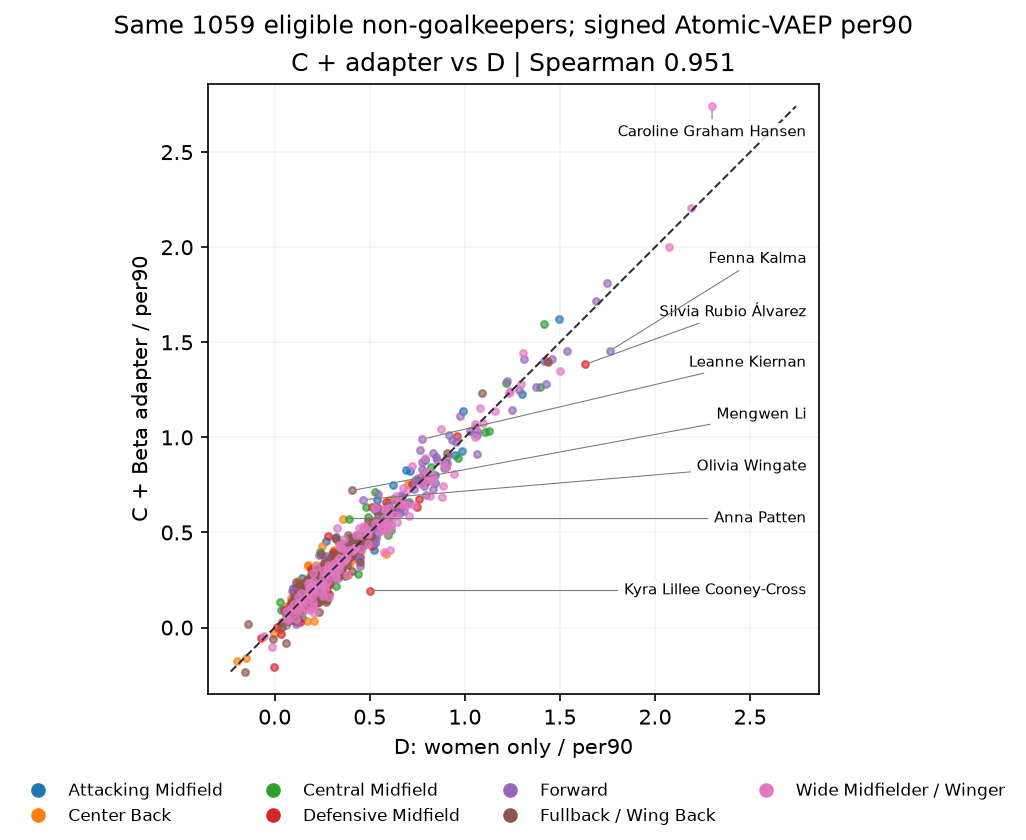 Same 1059 eligible non-goalkeepers; signed Atomic-VAEP per90
C + adapter vs D | Spearman 0.951
C + Beta adapter / per90
2.5
2.0
1.5
1.0
0.5
0.0
Caroline Graham Hansen
Fenna Kalma
Silvia Rubio Álvarez
Leanne Kiernan
Mengwen Li
Olivia Wingate
Anna Patten
Kyra Lillee Cooney-Cross
0.0 0.5 1.0 1.5 2.0 2.5
D: women only / per90
Attacking Midfield Central Midfield Forward Wide Midfielder / Winger
Center Back Defensive Midfield Fullback / Wing Back